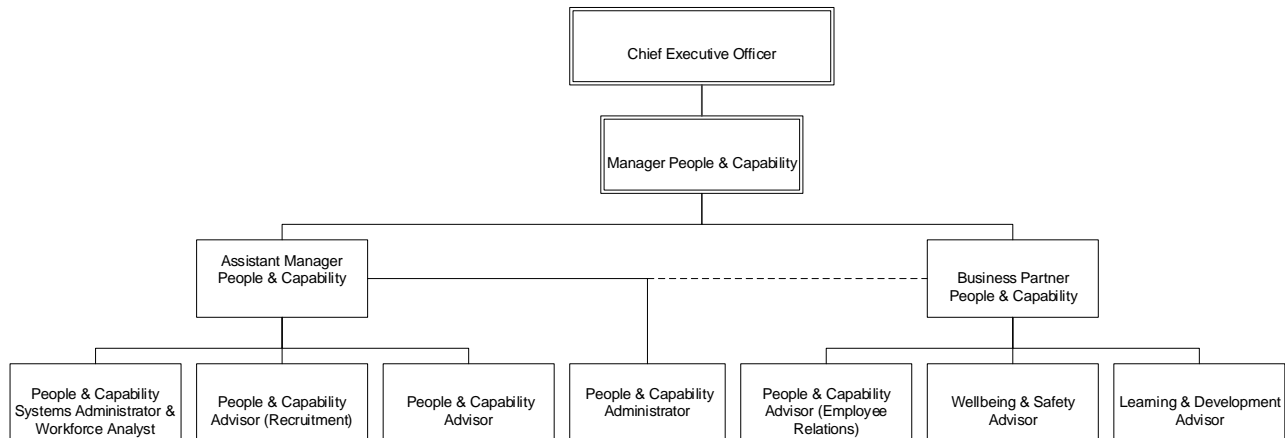 Chief Executive Officer
Manager People & Capability
Assistant Manager
People & Capability
Business Partner
People & Capability
People & Capability
Systems Administrator &
Workforce Analyst
People & Capability
Advisor (Recruitment)
People & Capability
Advisor
People & Capability
Administrator
People & Capability
Advisor (Employee
Relations)
Wellbeing & Safety
Advisor
Learning & Development
Advisor